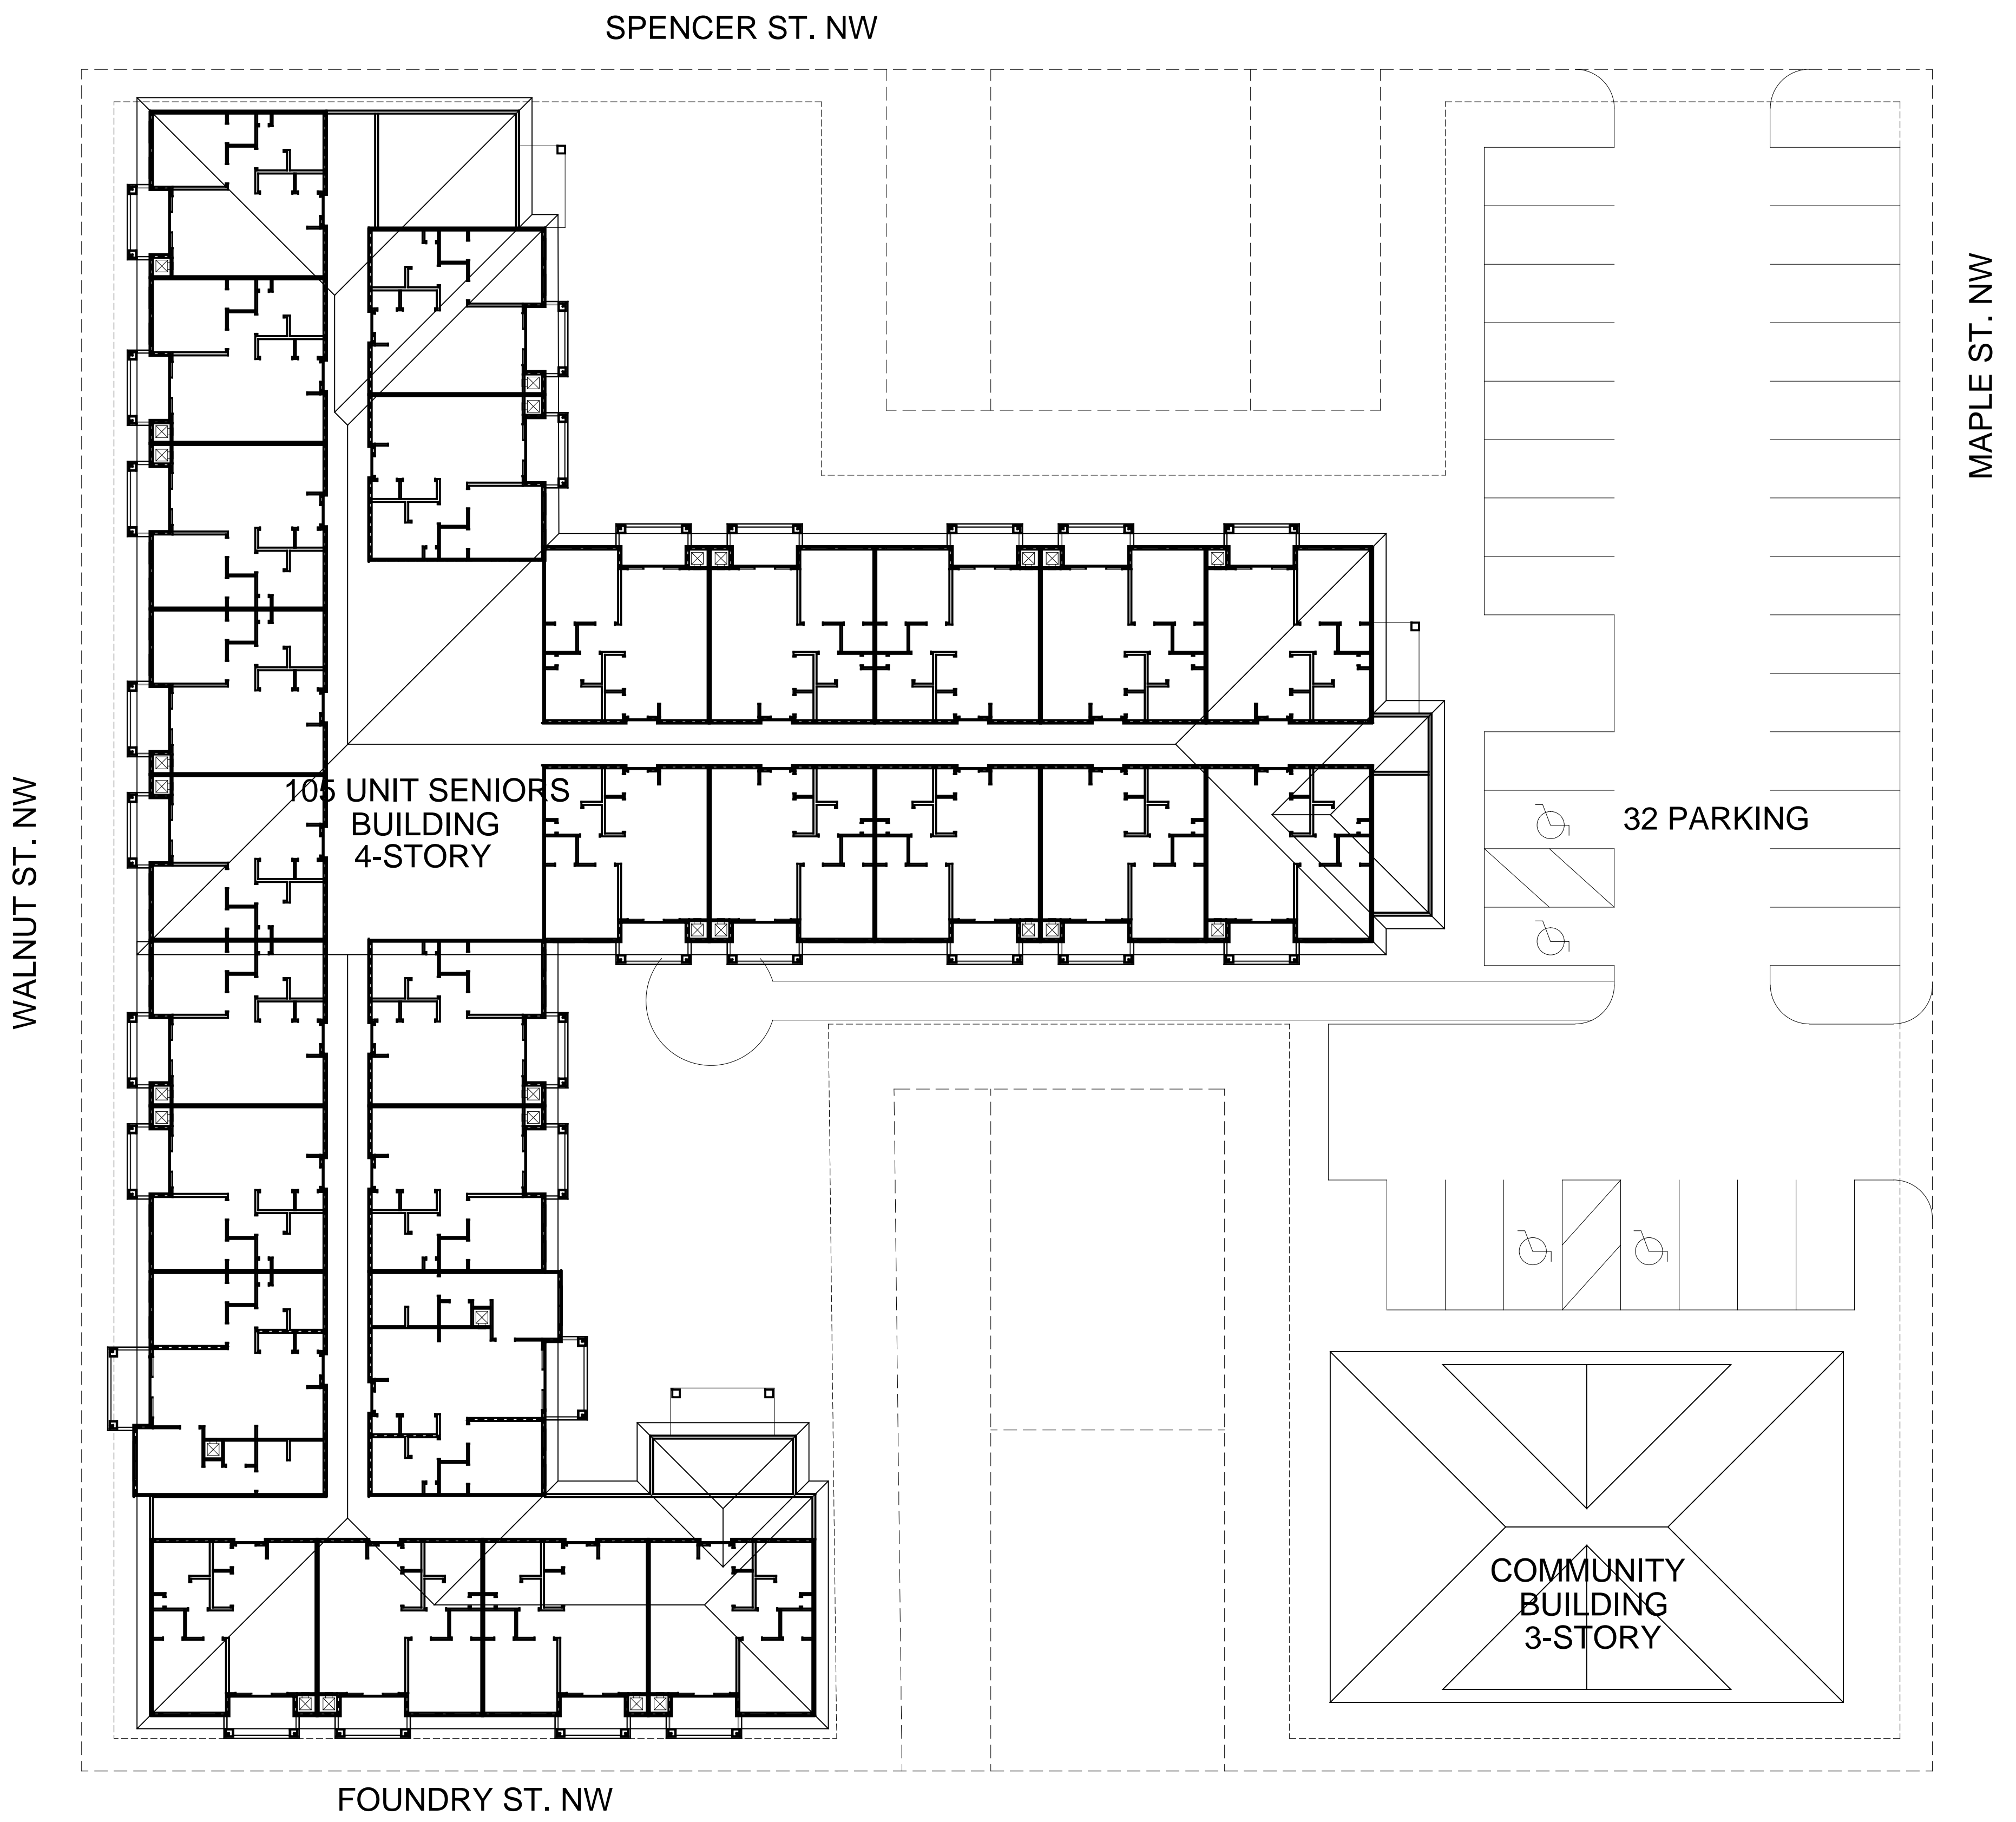 SPENCER ST. NW
MAPLE ST. NW
WALNUT ST. NW
105 UNIT SENIORS
BUILDING
4-STORY
32 PARKING
COMMUNITY
BUILDING
3-STORY
FOUNDRY ST. NW